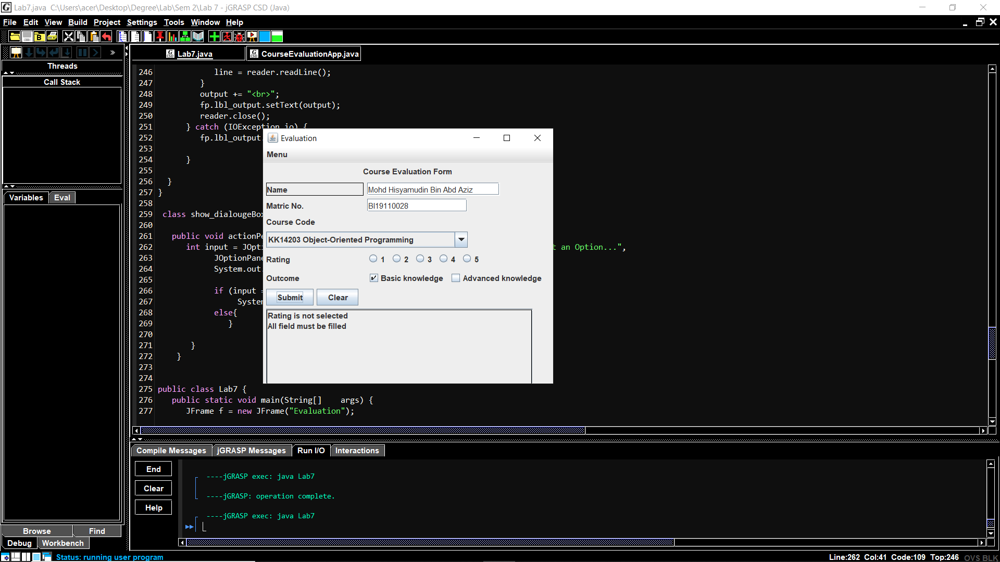 Lab7.java C:\Users\acer\Desktop\Degree\Lab\Sem 2\Lab 7 - jGRASP CSD (Java)
File Edit View Build Project Settings Tools Window Help
Threads
Call Stack
Variables Eval
Browse Find
Debug Workbench
Lab7.java CourseEvaluationApp.java
246 line = reader.readLine();
247 }
248 output += "<br>";
249 fp.lbl_output.setText(output);
250 reader.close();
251 } catch (IOException io) {
252 fp.lbl_output.
253
254 }
255
256 }
257 }
258
259 class show_dialougeBox
260
261 public void actionPe
262 int input = JOpti t an Option...",
263 JOptionPane
264 System.out.
265
266 if (input =
267 System
268 else{
269 }
270
271 }
272 }
273
274
275 public class Lab7 {
276 public static void main(String[] args) {
277 JFrame f = new JFrame("Evaluation");
Evaluation
Menu
Course Evaluation Form
Name Mohd Hisyamudin Bin Abd Aziz
Matric No. BI19110028
Course Code
KK14203 Object-Oriented Programming
Rating 1 2 3 4 5
Outcome Basic knowledge Advanced knowledge
Submit Clear
Rating is not selected
All field must be filled
Compile Messages jGRASP Messages Run I/O Interactions
End
Clear
Help
----jGRASP exec: java Lab7
----jGRASP: operation complete.
----jGRASP exec: java Lab7
Status: running user program
Line:262 Col:41 Code:109 Top:246 OVS BLK